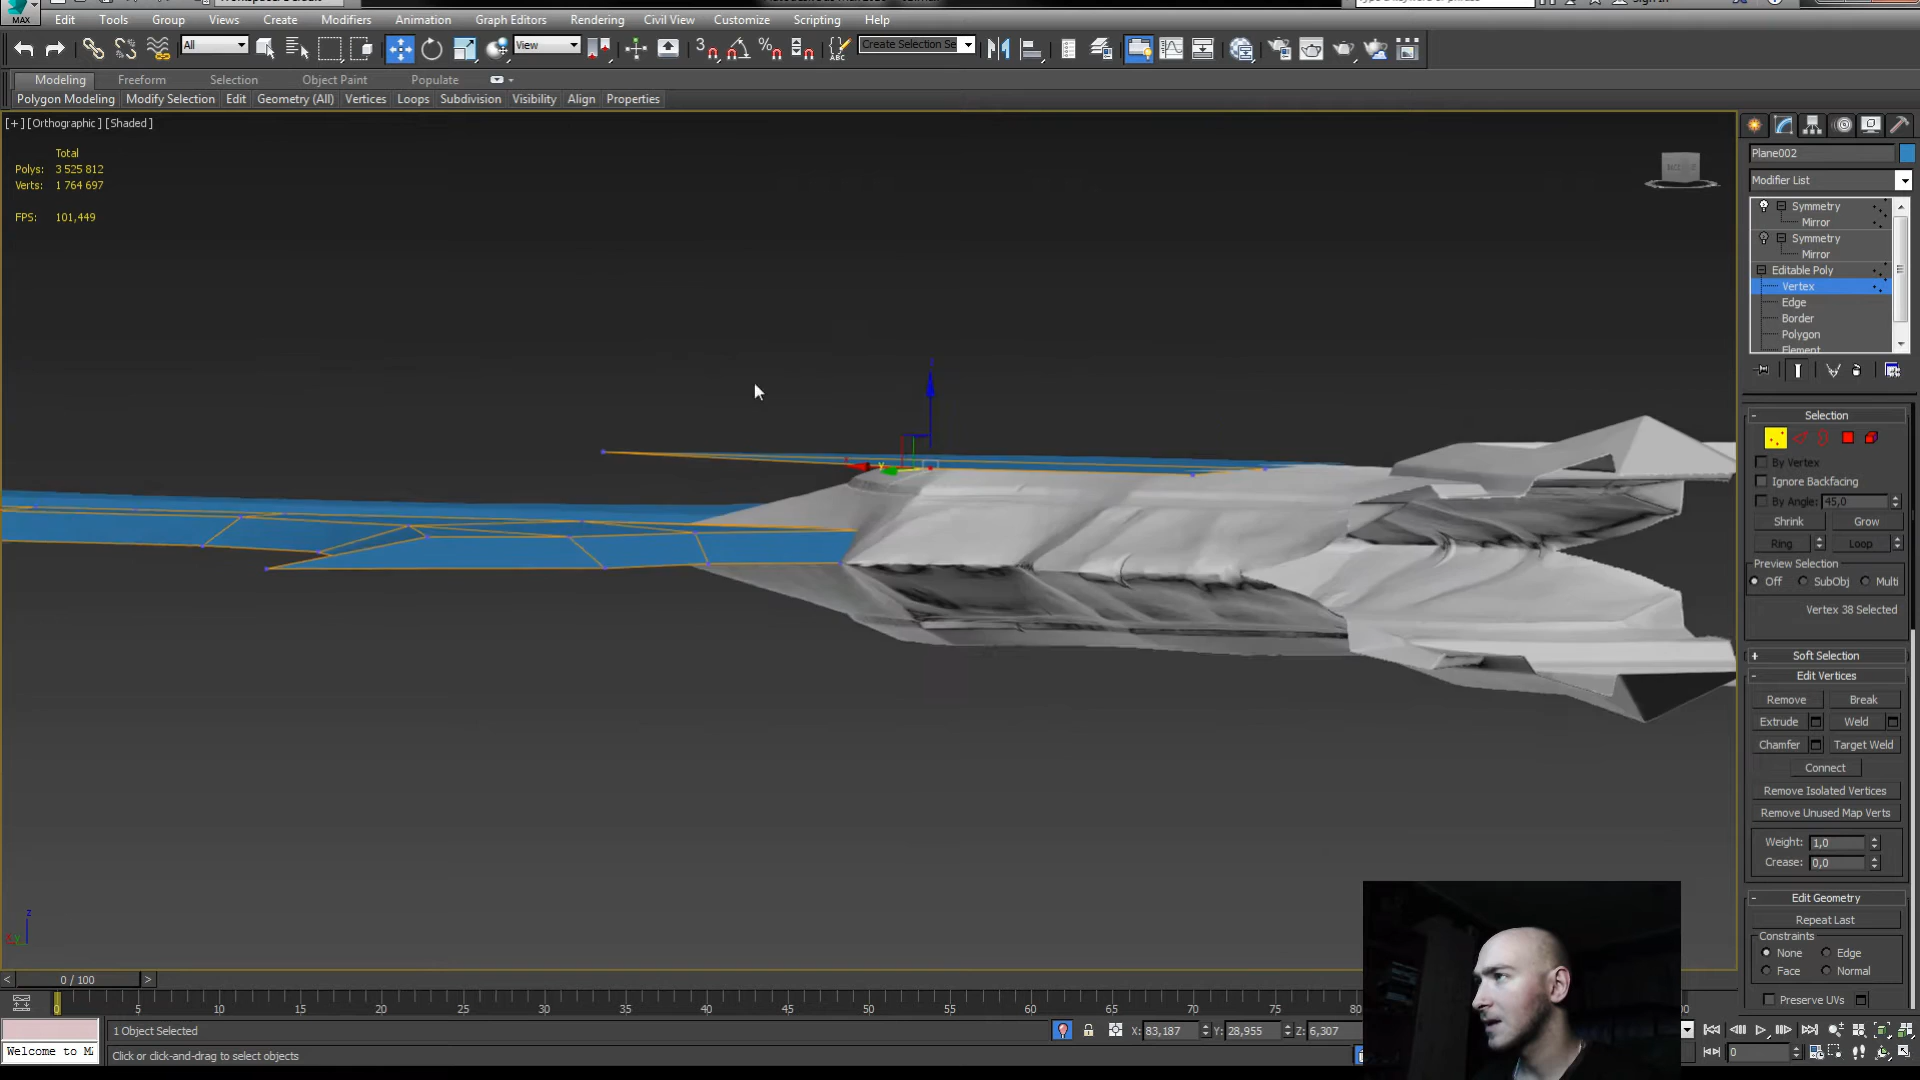 MAX
Edit Tools Group Views Create Modifiers Animation Graph Editors Rendering Civil View Customize Scripting Help
All View 3 Create Selection Se
Modeling Freeform Selection Object Paint Populate
Polygon Modeling Modify Selection Edit Geometry (All) Vertices Loops Subdivision Visibility Align Properties
[+] [Orthographic ] [Shaded ]
Total
Polys: 3 525 812
Verts: 1 764 697
FPS: 101,449
Plane002
Modifier List
Symmetry
Mirror
Symmetry
Mirror
Editable Poly
Vertex
Edge
Border
Polygon
Element
Selection
By Vertex
Ignore Backfacing
By Angle: 45,0
Shrink Grow
Ring Loop
Preview Selection
Off SubObj Multi
Vertex 38 Selected
Soft Selection
Edit Vertices
Remove Break
Extrude Weld
Chamfer Target Weld
Connect
Remove Isolated Vertices
Remove Unused Map Verts
Weight: 1,0
Crease: 0,0
Edit Geometry
Repeat Last
Constraints
None Edge
Face Normal
Preserve UVs
0 / 100
0 5 10 15 20 25 30 35 40 45 50 55 60 65 70 75 80
1 Object Selected X: 83,187 Y: 28,955 Z: 6,307
Welcome to M Click or click-and-drag to select objects 0